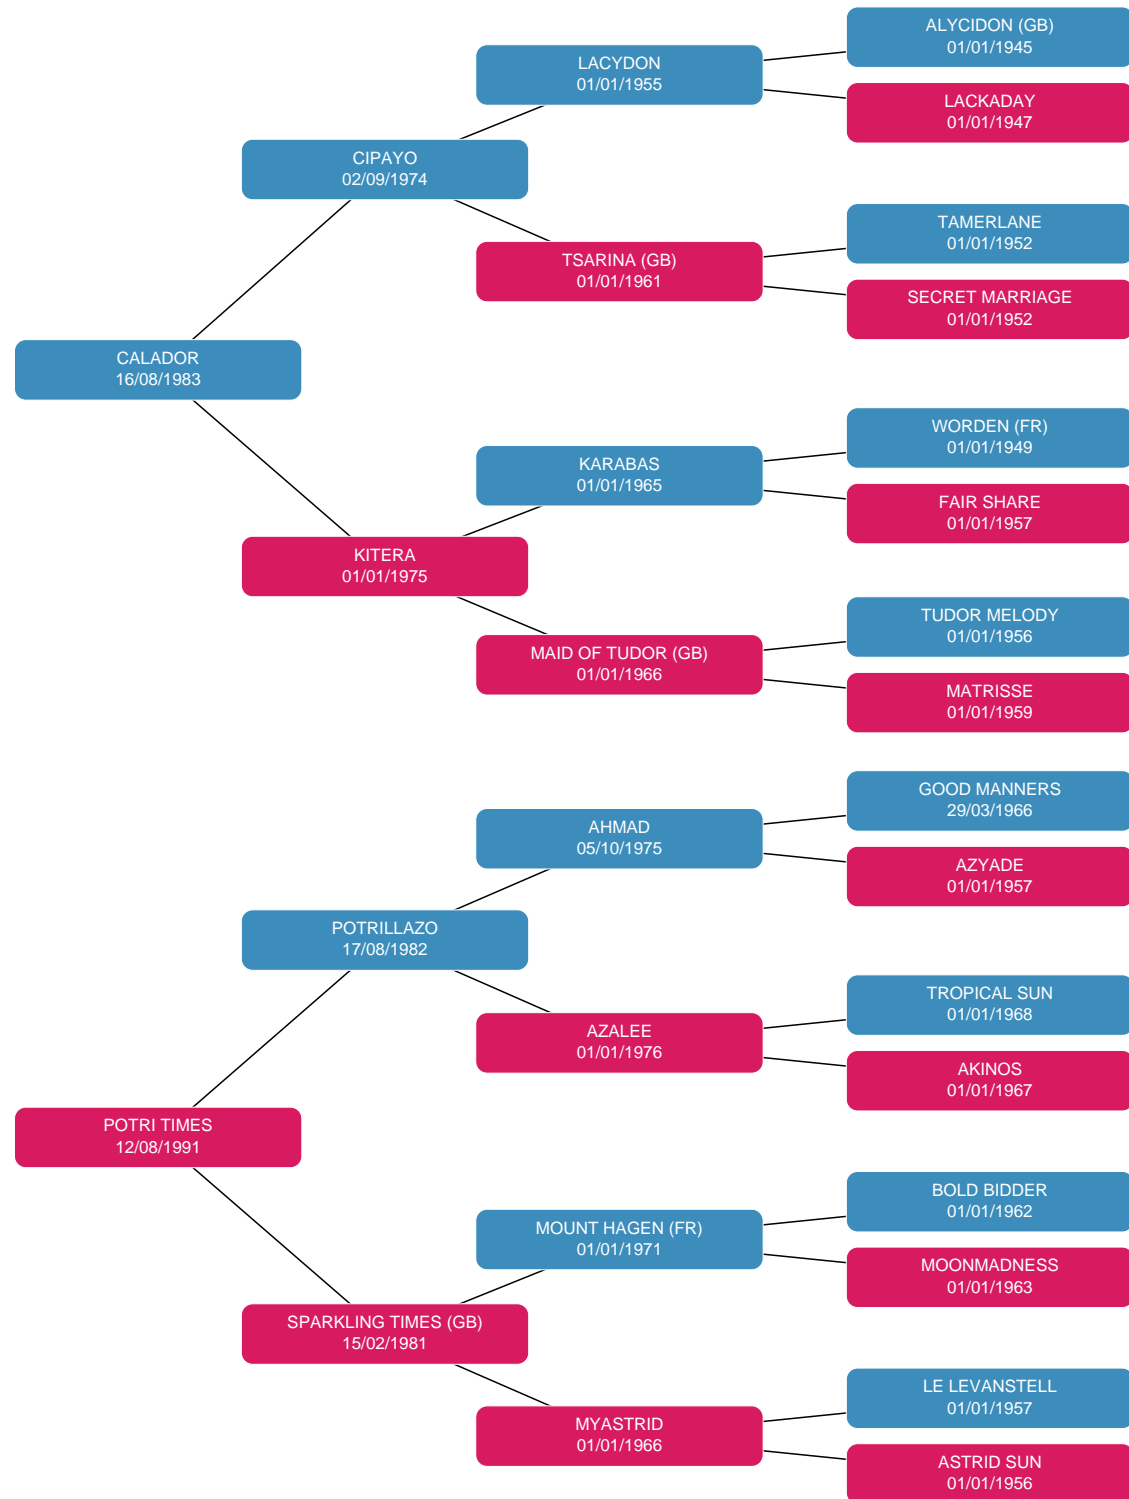 ALYCIDON (GB)
01/01/1945
LACYDON
01/01/1955
LACKADAY
01/01/1947
CIPAYO
02/09/1974
TAMERLANE
01/01/1952
TSARINA (GB)
01/01/1961
SECRET MARRIAGE
01/01/1952
CALADOR
16/08/1983
WORDEN (FR)
01/01/1949
KARABAS
01/01/1965
FAIR SHARE
01/01/1957
KITERA
01/01/1975
TUDOR MELODY
01/01/1956
MAID OF TUDOR (GB)
01/01/1966
MATRISSE
01/01/1959
GOOD MANNERS
29/03/1966
AHMAD
05/10/1975
AZYADE
01/01/1957
POTRILLAZO
17/08/1982
TROPICAL SUN
01/01/1968
AZALEE
01/01/1976
AKINOS
01/01/1967
POTRI TIMES
12/08/1991
BOLD BIDDER
01/01/1962
MOUNT HAGEN (FR)
01/01/1971
MOONMADNESS
01/01/1963
SPARKLING TIMES (GB)
15/02/1981
LE LEVANSTELL
01/01/1957
MYASTRID
01/01/1966
ASTRID SUN
01/01/1956